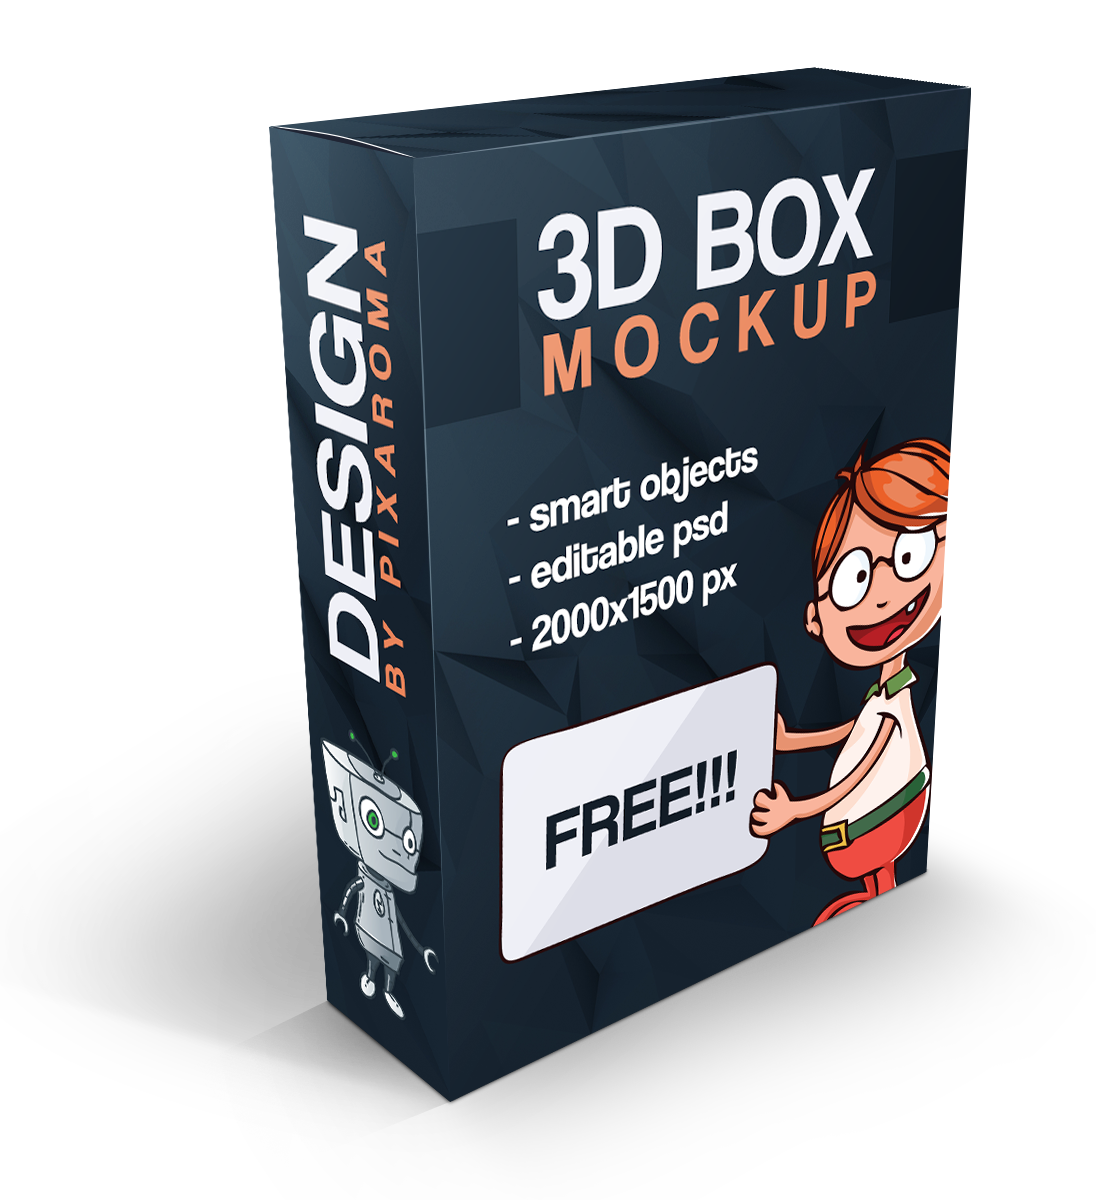 3D BOX
MOCKUP
- smart objects
- editable psd
- 2000x1500 px
FREE!!!
DESIGN
BY PIXAROMA